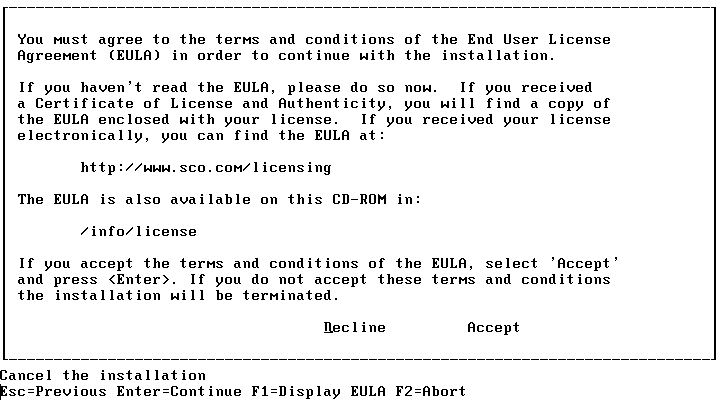 You must agree to the terms and conditions of the End User License
Agreement (EULA) in order to continue with the installation.
If you haven't read the EULA, please do so now.  If you received
a Certificate of License and Authenticity, you will find a copy of
the EULA enclosed with your license.  If you received your license
electronically, you can find the EULA at:
http://www.sco.com/licensing
The EULA is also available on this CD-ROM in:
/info/license
If you accept the terms and conditions of the EULA, select 'Accept'
and press <Enter>. If you do not accept these terms and conditions
the installation will be terminated.
Decline Accept
Cancel the installation
Esc=Previous Enter=Continue F1=Display EULA F2=Abort